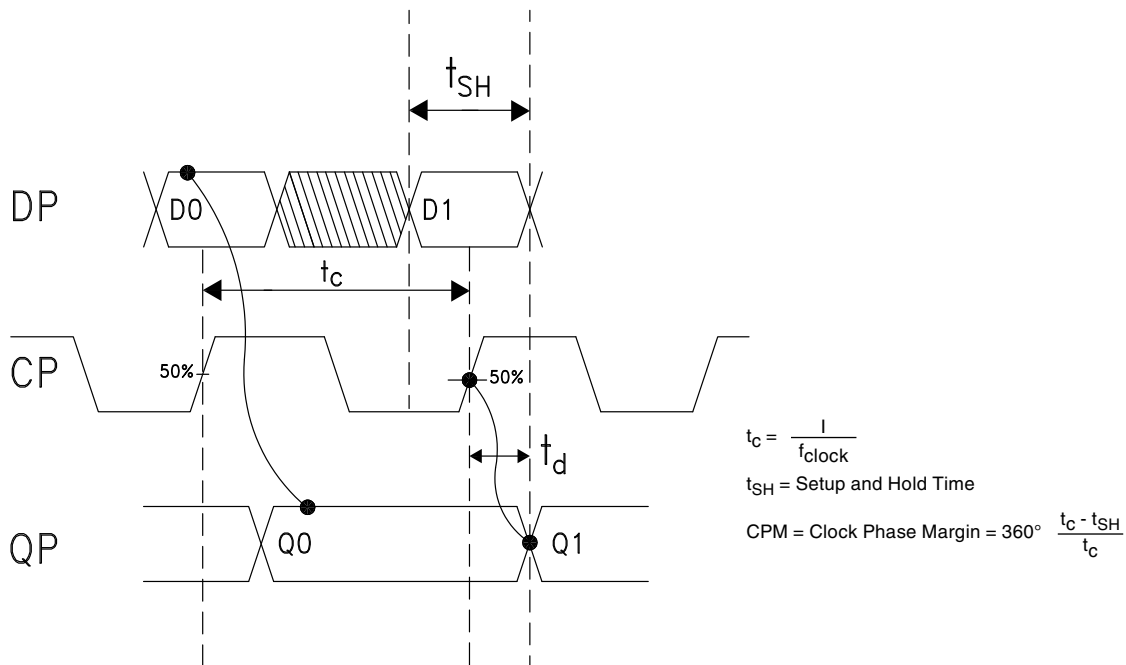 tSH
DP
D0
D1
tc
CP
50%
50%
tc = I / fclock
td
tSH = Setup and Hold Time
CPM = Clock Phase Margin = 360° tc - tSH / tc
QP
Q0
Q1